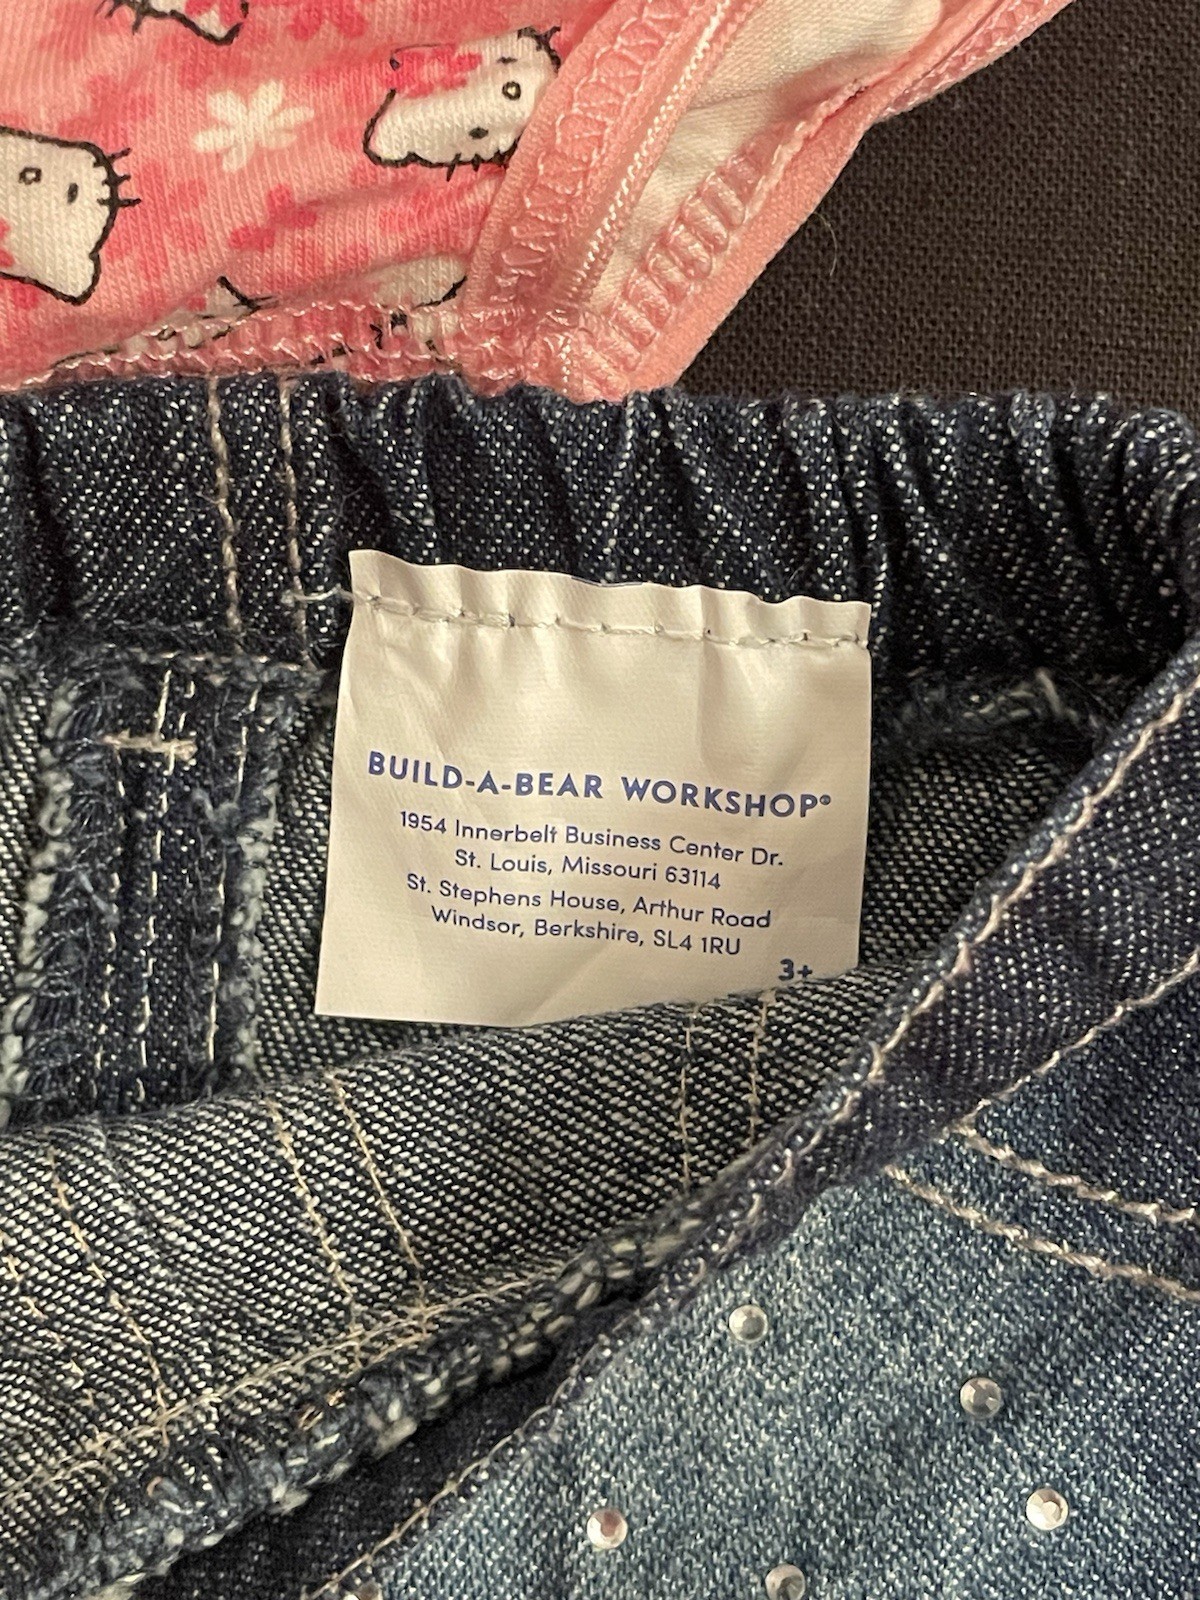 BUILD-A-BEAR WORKSHOP®
1954 Innerbelt Business Center Dr.
St. Louis, Missouri 63114
St. Stephens House, Arthur Road
Windsor, Berkshire, SL4 1RU
3+